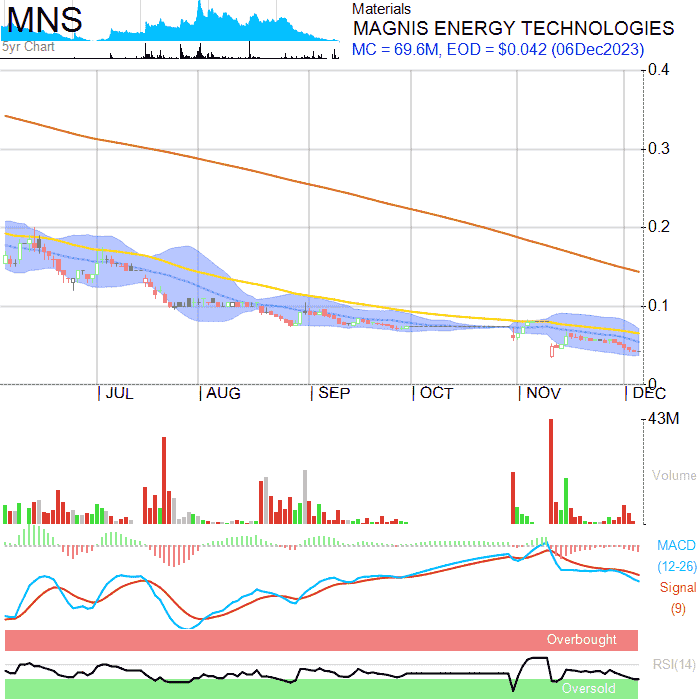 MNS
5yr Chart
Materials
MAGNIS ENERGY TECHNOLOGIES
MC = 69.6M, EOD = $0.042 (06Dec2023)
0.4
0.3
0.2
0.1
0
JUL AUG SEP OCT NOV DEC
43M
Volume
MACD
(12-26)
Signal
(9)
Overbought
RSI(14)
Oversold